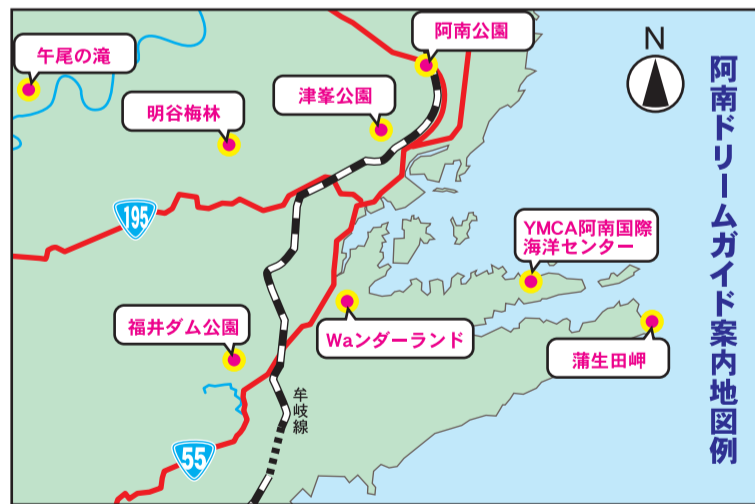 阿南ドリームガイド案内地図例
N
阿南公園
午尾の滝
明谷梅林
津峯公園
195
YMCA阿南国際
海洋センター
福井ダム公園
Waンダーランド
蒲生田岬
牟岐線
55